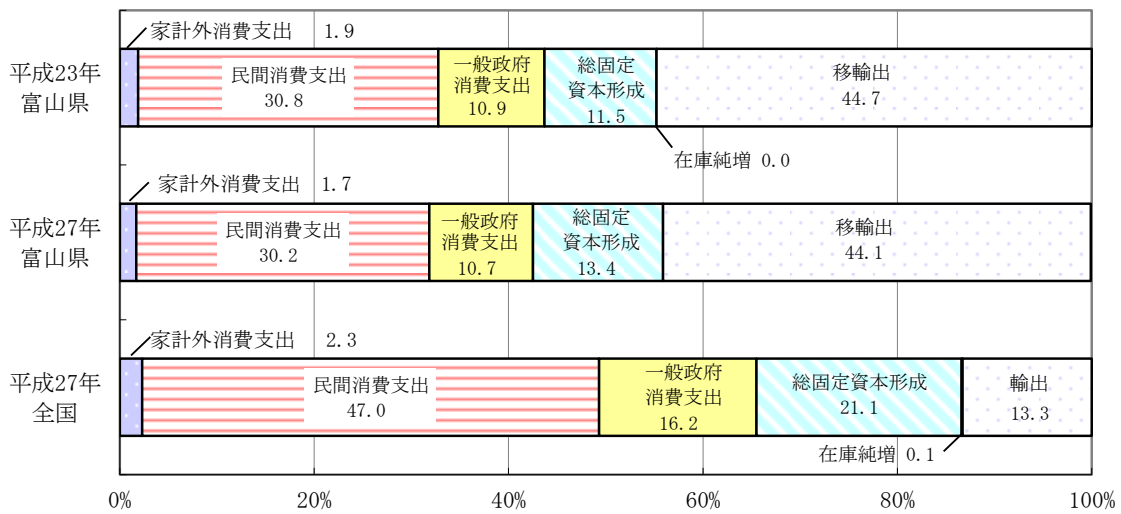 家計外消費支出 1.9
平成23年
富山県
民間消費支出
30.8
一般政府
消費支出
10.9
総固定
資本形成
11.5
移輸出
44.7
在庫純増 0.0
家計外消費支出 1.7
平成27年
富山県
民間消費支出
30.2
一般政府
消費支出
10.7
総固定
資本形成
13.4
移輸出
44.1
家計外消費支出 2.3
平成27年
全国
民間消費支出
47.0
一般政府
消費支出
16.2
総固定資本形成
21.1
輸出
13.3
在庫純増 0.1
0% 20% 40% 60% 80% 100%